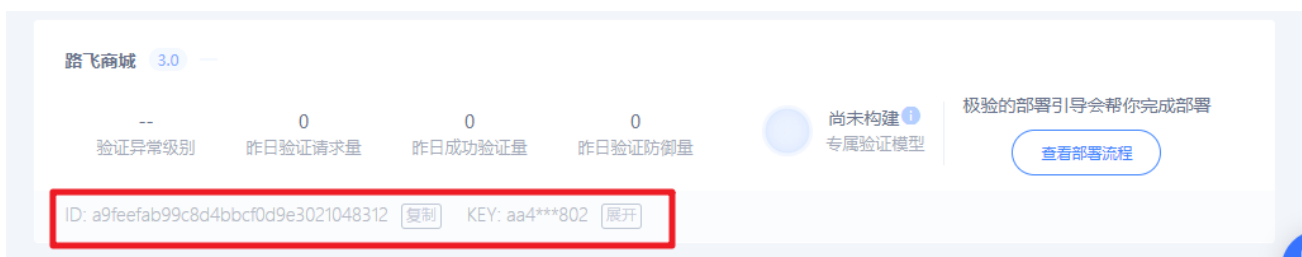 路飞商城 3.0
-- 0 0 0
验证异常级别 昨日验证请求量 昨日成功验证量 昨日验证防御量
尚未构建
专属验证模型
极验的部署引导会帮你完成部署
查看部署流程
ID: a9feefab99c8d4bbcf0d9e3021048312 复制 KEY: aa4***802 展开